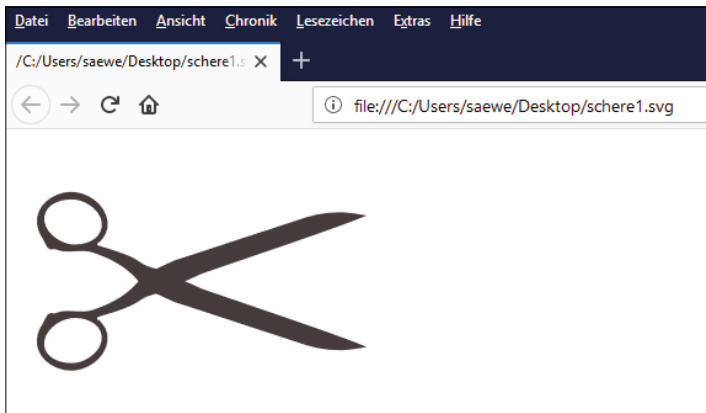 Datei Bearbeiten Ansicht Chronik Lesezeichen Extras Hilfe
/C:/Users/saewe/Desktop/schere1.s
file:///C:/Users/saewe/Desktop/schere1.svg